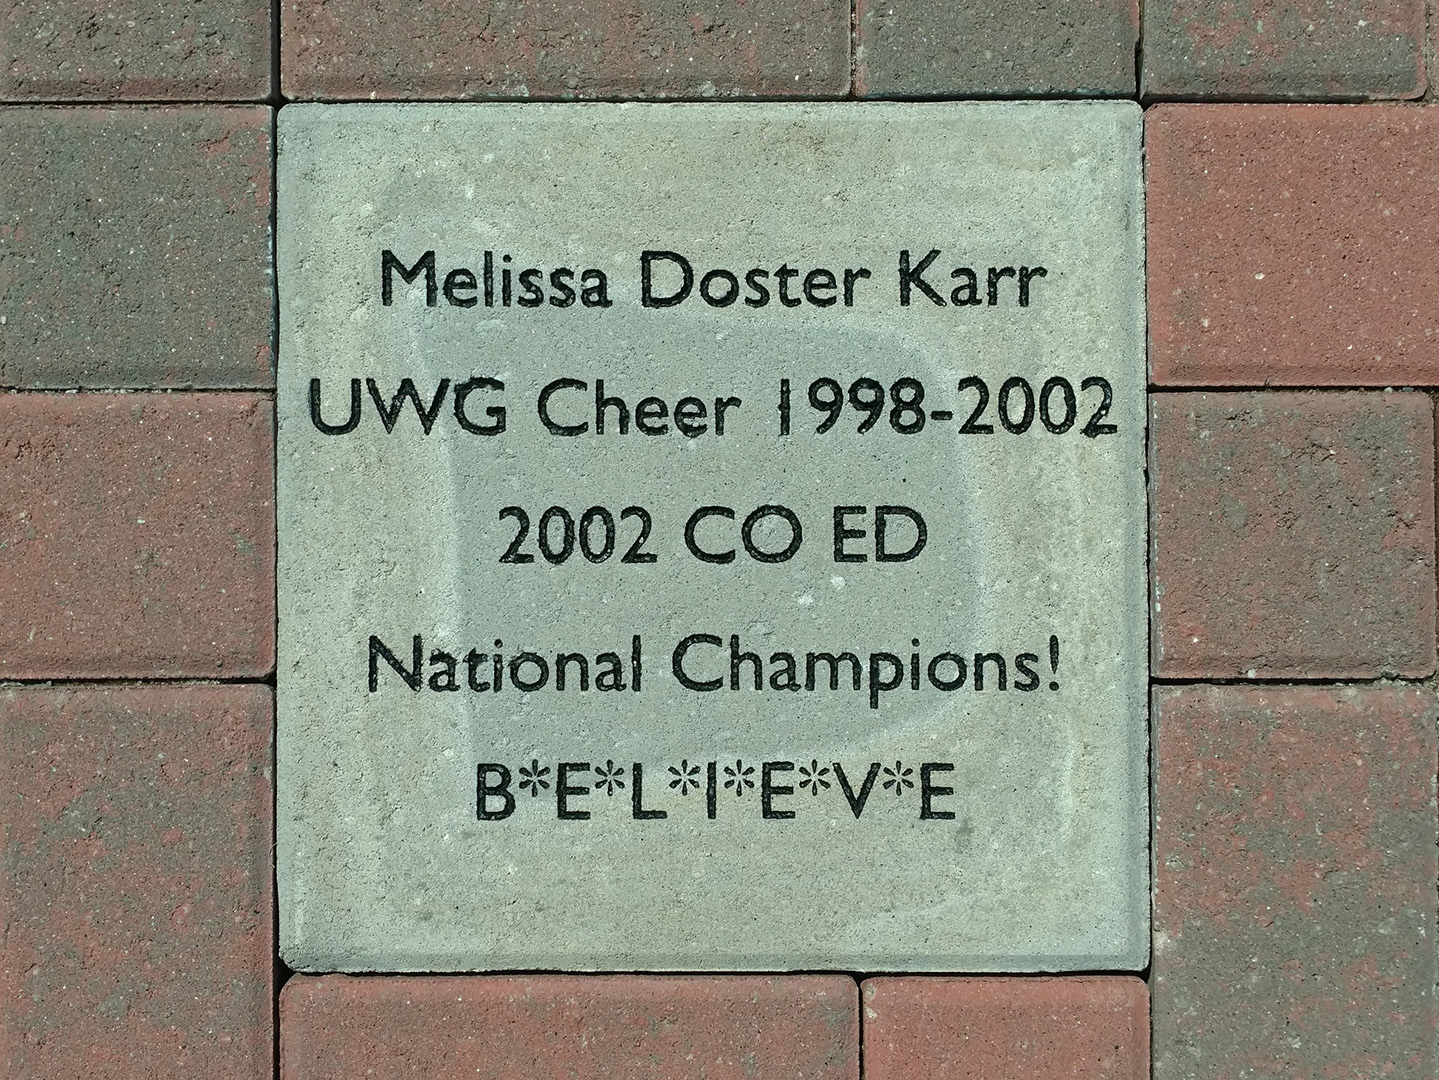 Melissa Doster Karr
UWG Cheer 1998-2002
2002 CO ED
National Champions!
B*E*L*I*E*V*E